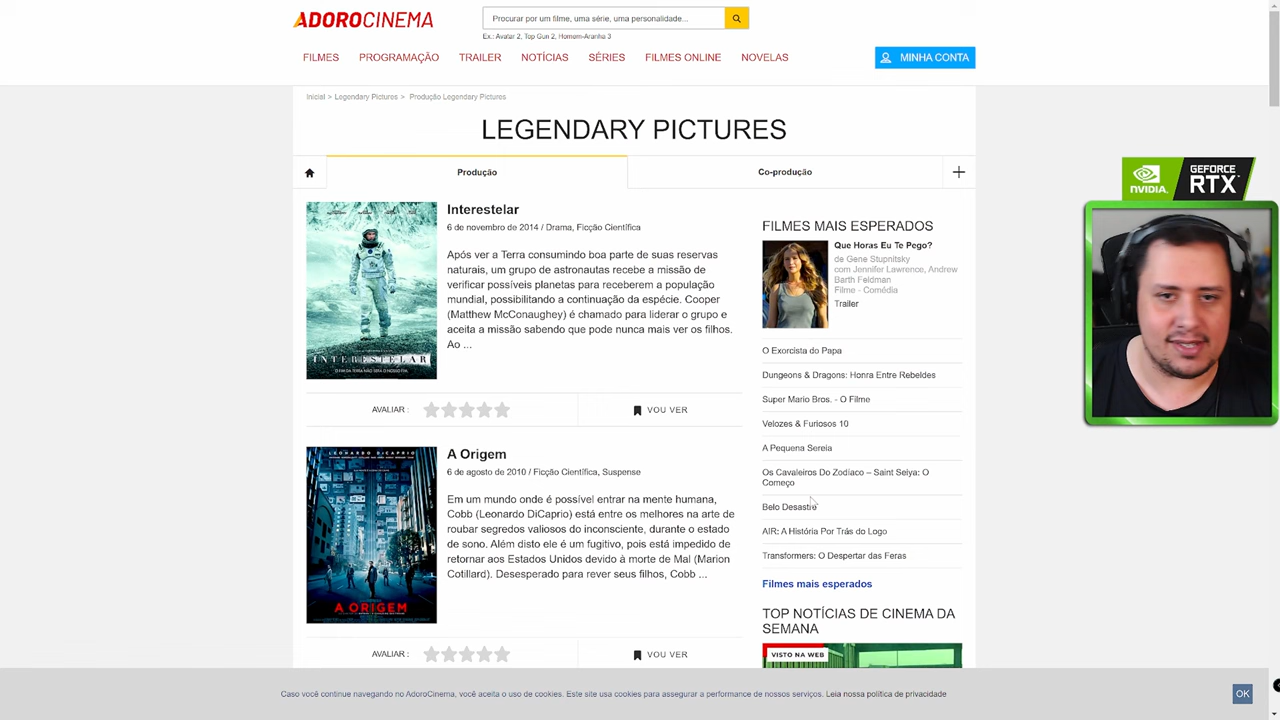 ADOROCINEMA
Procurar por um filme, uma série, uma personalidade...
Ex.: Avatar 2, Top Gun 2, Homem-Aranha 3
FILMES PROGRAMAÇÃO TRAILER NOTÍCIAS SÉRIES FILMES ONLINE NOVELAS
MINHA CONTA
Inicial > Legendary Pictures > Produção Legendary Pictures
LEGENDARY PICTURES
Produção
Co-produção
Interestelar
6 de novembro de 2014 / Drama, Ficção Científica
Após ver a Terra consumindo boa parte de suas reservas
naturais, um grupo de astronautas recebe a missão de
verificar possíveis planetas para receberem a população
mundial, possibilitando a continuação da espécie. Cooper
(Matthew McConaughey) é chamado para liderar o grupo e
aceita a missão sabendo que pode nunca mais ver os filhos.
Ao ...
INTERESTELAR
O FIM DA TERRA NÃO SERÁ O NOSSO FIM.
AVALIAR :
VOU VER
LEONARDO DICAPRIO
A ORIGEM
A Origem
6 de agosto de 2010 / Ficção Científica, Suspense
Em um mundo onde é possível entrar na mente humana,
Cobb (Leonardo DiCaprio) está entre os melhores na arte de
roubar segredos valiosos do inconsciente, durante o estado
de sono. Além disto ele é um fugitivo, pois está impedido de
retornar aos Estados Unidos devido à morte de Mal (Marion
Cotillard). Desesperado para rever seus filhos, Cobb ...
AVALIAR :
VOU VER
FILMES MAIS ESPERADOS
Que Horas Eu Te Pego?
de Gene Stupnitsky
com Jennifer Lawrence, Andrew
Barth Feldman
Filme - Comédia
Trailer
O Exorcista do Papa
Dungeons & Dragons: Honra Entre Rebeldes
Super Mario Bros. - O Filme
Velozes & Furiosos 10
A Pequena Sereia
Os Cavaleiros Do Zodíaco – Saint Seiya: O
Começo
Belo Desastre
AIR: A História Por Trás do Logo
Transformers: O Despertar das Feras
Filmes mais esperados
TOP NOTÍCIAS DE CINEMA DA
SEMANA
VISTO NA WEB
NVIDIA.
GEFORCE
RTX
Caso você continue navegando no AdoroCinema, você aceita o uso de cookies. Este site usa cookies para assegurar a performance de nossos serviços. Leia nossa política de privacidade
OK